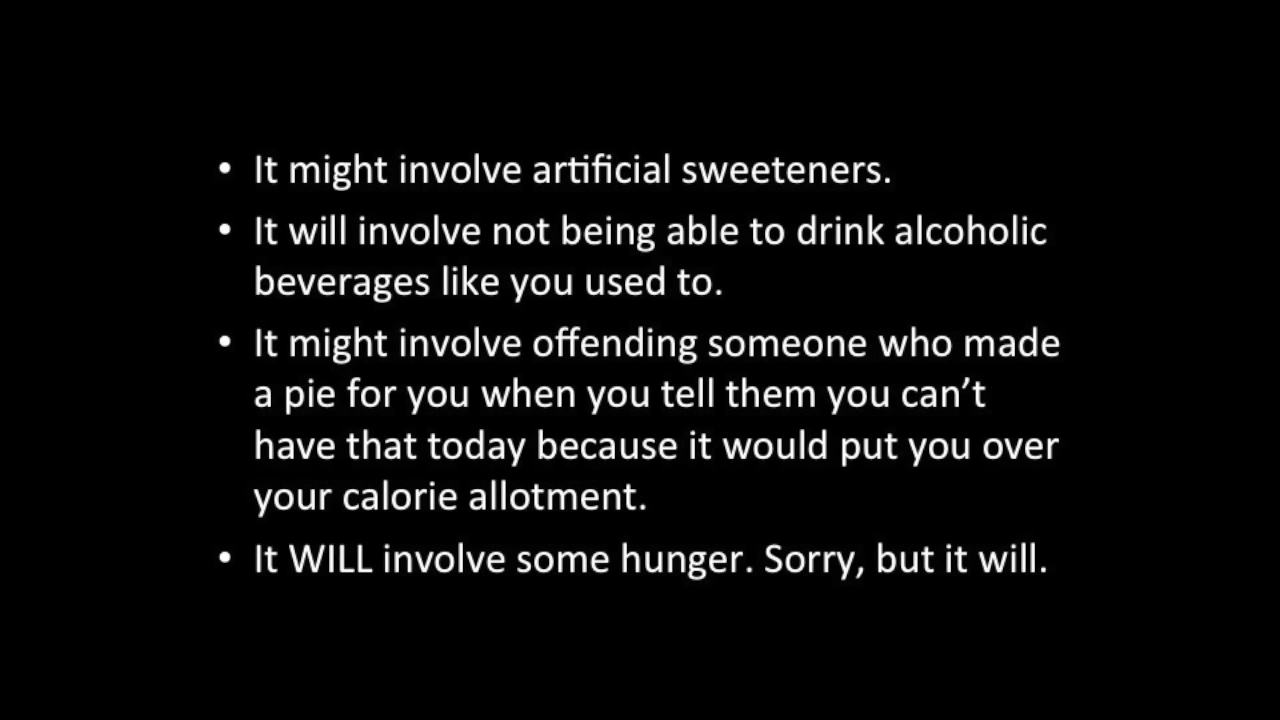 • It might involve artificial sweeteners.
• It will involve not being able to drink alcoholic
beverages like you used to.
• It might involve offending someone who made
a pie for you when you tell them you can’t
have that today because it would put you over
your calorie allotment.
• It WILL involve some hunger. Sorry, but it will.